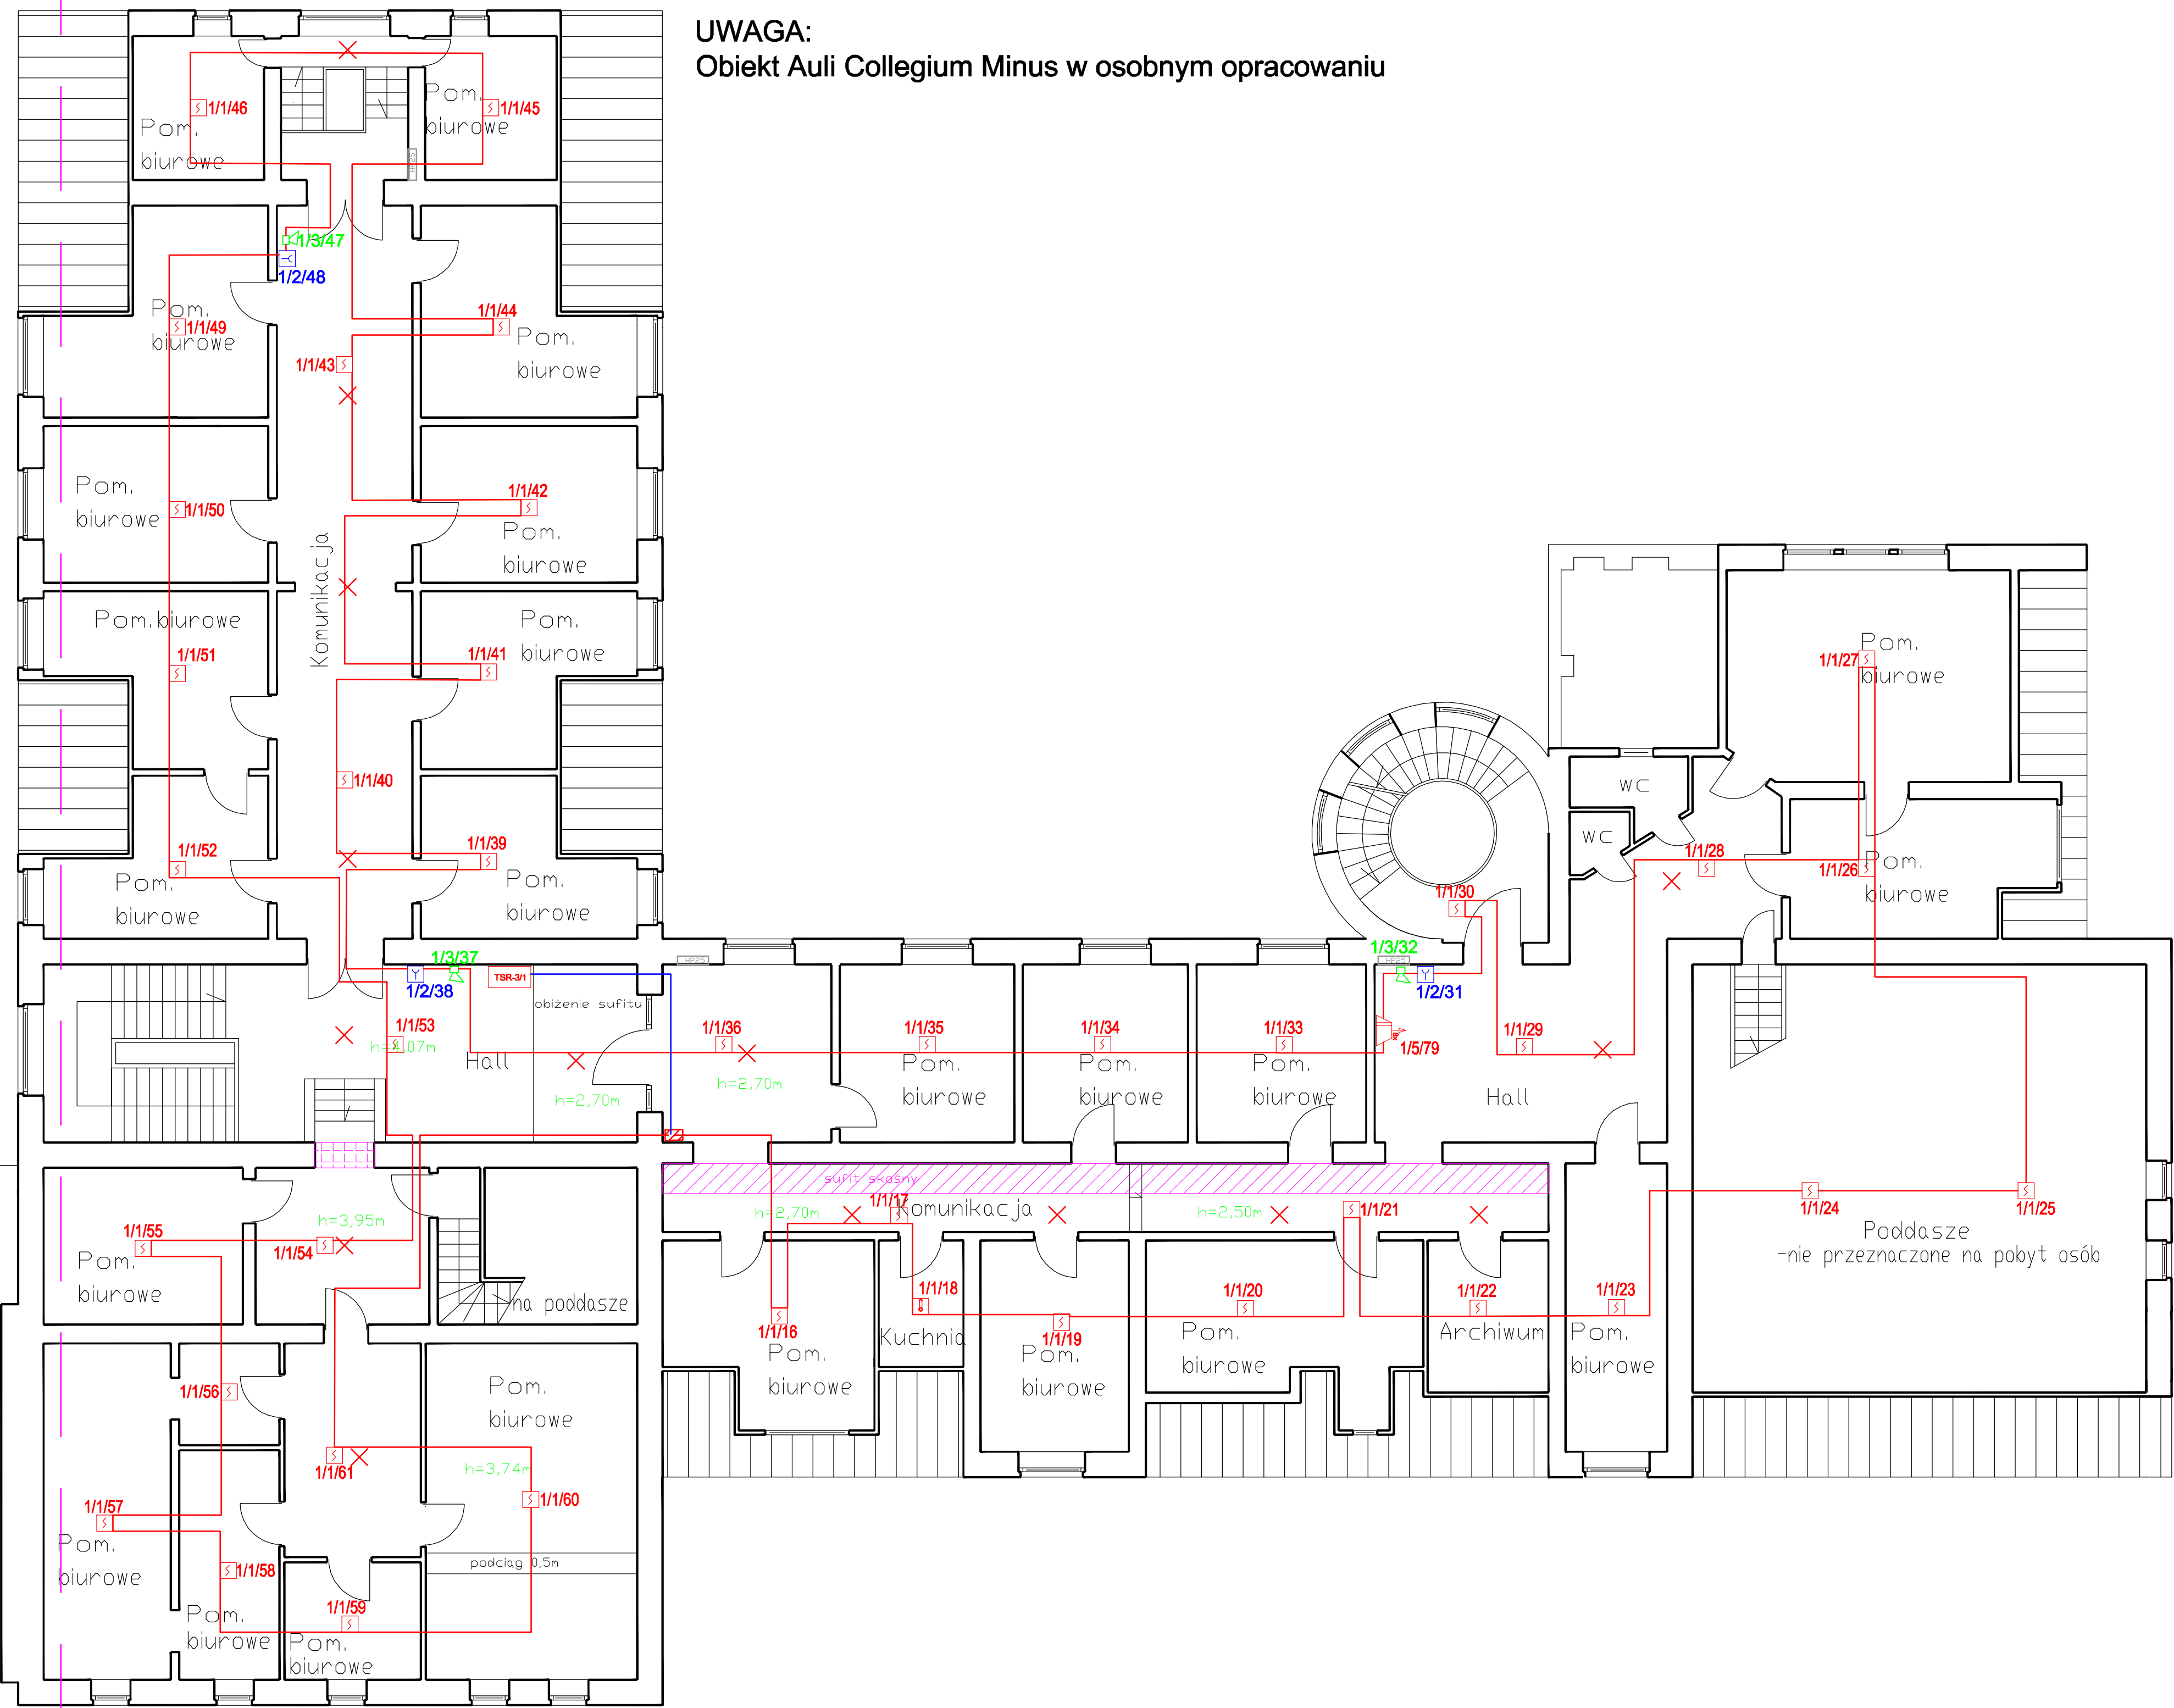 UWAGA:
Obiekt Auli Collegium Minus w osobnym opracowaniu
1/1/46
Pom.
biurowe
Pom.
1/1/45
biurowe
HP25
1/3/47
1/2/48
Pom.
1/1/49
biurowe
1/1/44
Pom.
biurowe
1/1/43
Pom.
biurowe
1/1/50
1/1/42
Pom.
biurowe
Komunikacja
Pom.biurowe
1/1/51
Pom.
biurowe
1/1/41
1/1/40
1/1/52
Pom.
biurowe
1/1/39
Pom.
biurowe
1/1/27
Pom.
biurowe
WC
WC
1/1/28
1/1/26
Pom.
biurowe
1/1/30
1/3/37
1/2/38
TSR-3/1
obiżenie sufitu
HP25
1/3/32
HP25
1/2/31
1/1/53
h=4,07m
Hall
h=2,70m
1/1/36
h=2,70m
1/1/35
Pom.
biurowe
1/1/34
Pom.
biurowe
1/1/33
Pom.
biurowe
1/5/79
1/1/29
Hall
sufit skośny
h=2,70m
1/1/17
Komunikacja
h=2,50m
1/1/21
1/1/24
1/1/25
Poddasze
-nie przeznaczone na pobyt osób
1/1/55
Pom.
biurowe
h=3,95m
1/1/54
na poddasze
1/1/16
Pom.
biurowe
1/1/18
Kuchnia
1/1/19
Pom.
biurowe
1/1/20
Pom.
biurowe
1/1/22
Archiwum
1/1/23
Pom.
biurowe
1/1/56
Pom.
biurowe
1/1/61
h=3,74m
1/1/60
1/1/57
Pom.
biurowe
1/1/58
Pom.
biurowe
podciąg 0,5m
1/1/59
Pom.
biurowe